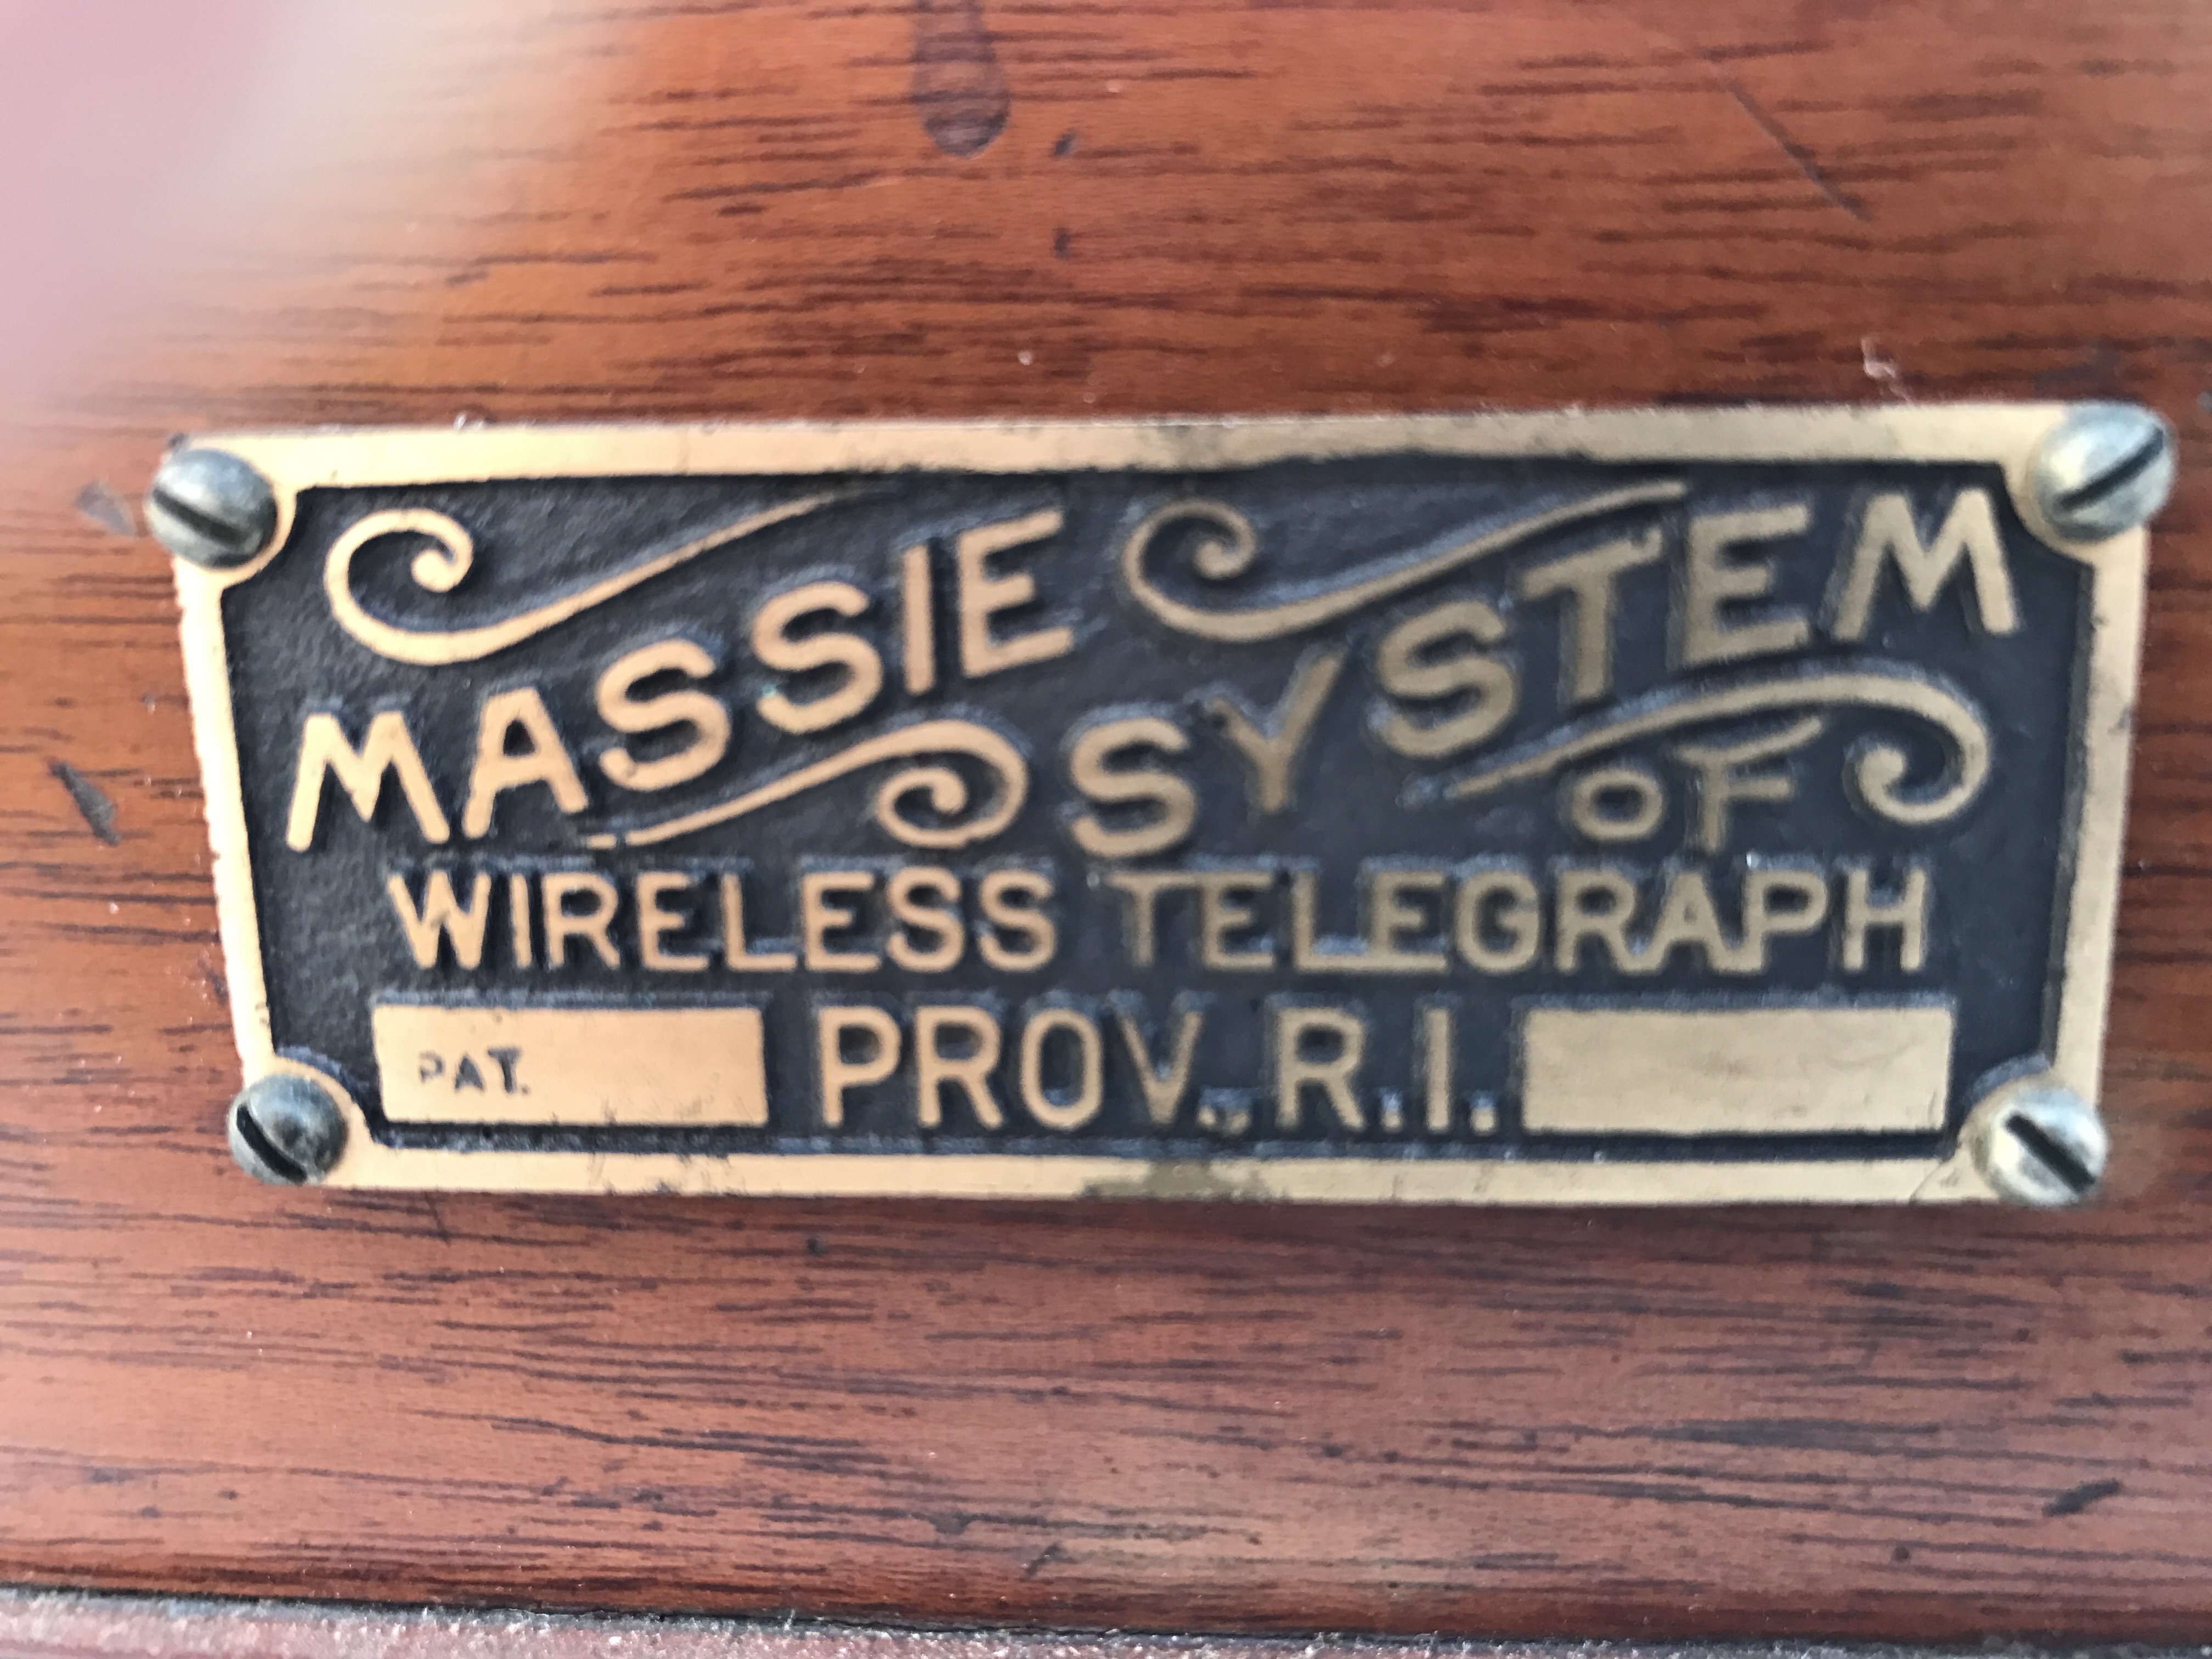 MASSIE SYSTEM
OF
WIRELESS TELEGRAPH
PAT. PROV., R.I.